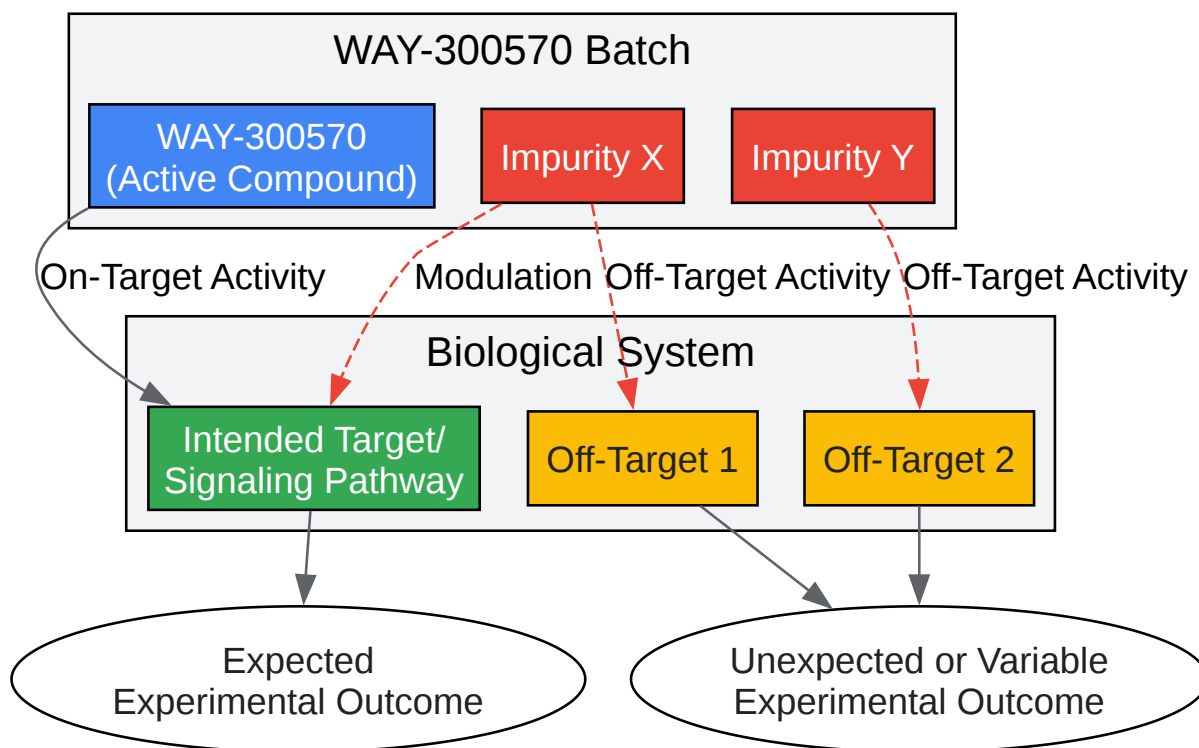 WAY-300570 Batch
WAY-300570
(Active Compound)
Impurity X
Impurity Y
On-Target Activity
Modulation
Off-Target Activity
Off-Target Activity
Biological System
Intended Target/
Signaling Pathway
Off-Target 1
Off-Target 2
Expected
Experimental Outcome
Unexpected or Variable
Experimental Outcome